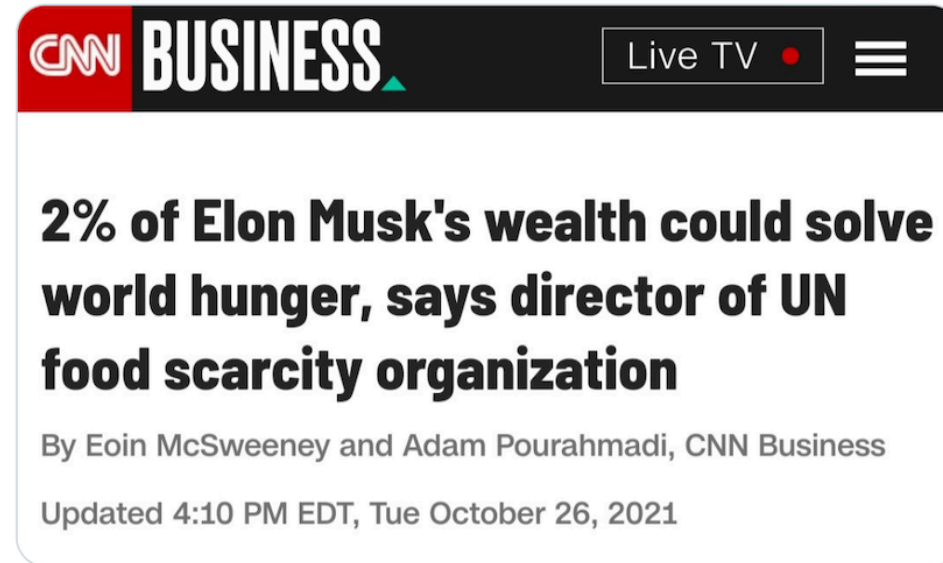 CNN BUSINESS Live TV
2% of Elon Musk's wealth could solve
world hunger, says director of UN
food scarcity organization
By Eoin McSweeney and Adam Pourahmadi, CNN Business
Updated 4:10 PM EDT, Tue October 26, 2021